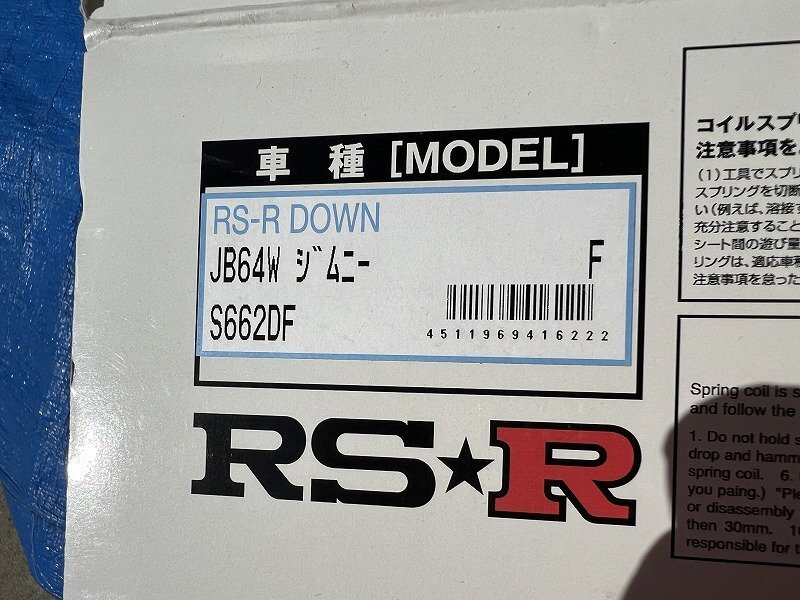 車 種 [MODEL]
RS-R DOWN
JB64W ジムニー F
S662DF
4511969416222
RS★R
コイルスプリ
注意事項を
(1)工具でスプリ
スプリングを切断
い(例えば、溶接す
充分注意すること
シート間の遊び量
リングは、適応車種
注意事項を怠った
Spring coil is s
and follow the
1. Do not hold s
drop and hamm
spring coil. 6.
you paing.) "Ple
or disassembly
then 30mm. 10
responsible for t